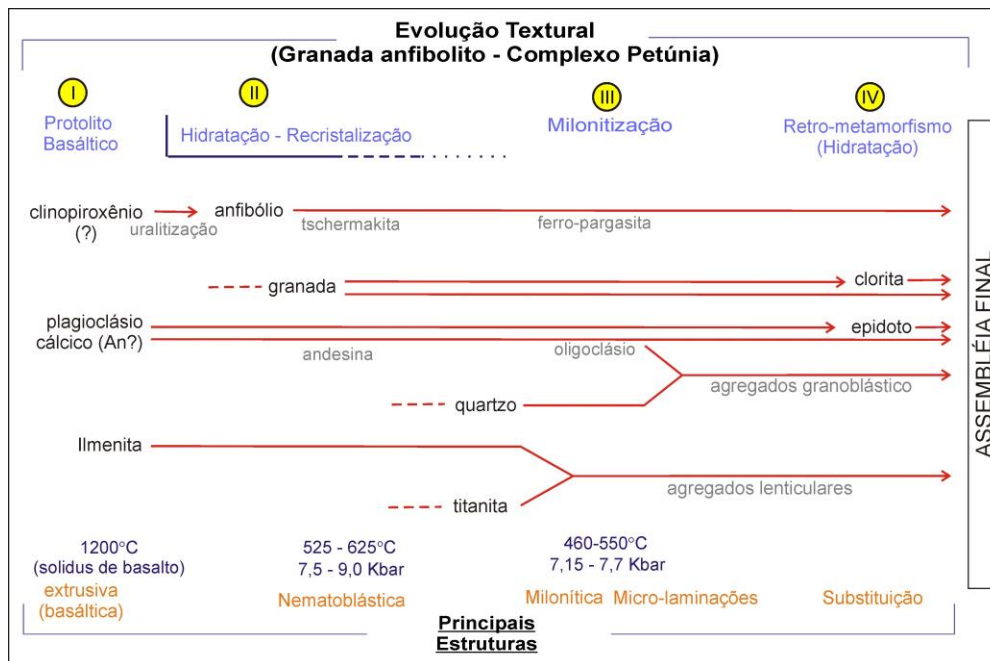 Evolução Textural
(Granada anfibolito - Complexo Petúnia)
I
II
III
IV
Protolito
Basáltico
Hidratação - Recristalização
Milonitização
Retro-metamorfismo
(Hidratação)
clinopiroxênio
(?)
uralitização
anfibólio
tschermakita
ferro-pargasita
granada
clorita
plagioclásio
cálcico (An?)
andesina
oligoclásio
epidoto
quartzo
agregados granoblástico
Ilmenita
titanita
agregados lenticulares
ASSEMBLÉIA FINAL
1200°C
(solidus de basalto)
525 - 625°C
7,5 - 9,0 Kbar
460-550°C
7,15 - 7,7 Kbar
extrusiva
(basáltica)
Nematoblástica
Milonítica Micro-laminações
Substituição
Principais
Estruturas